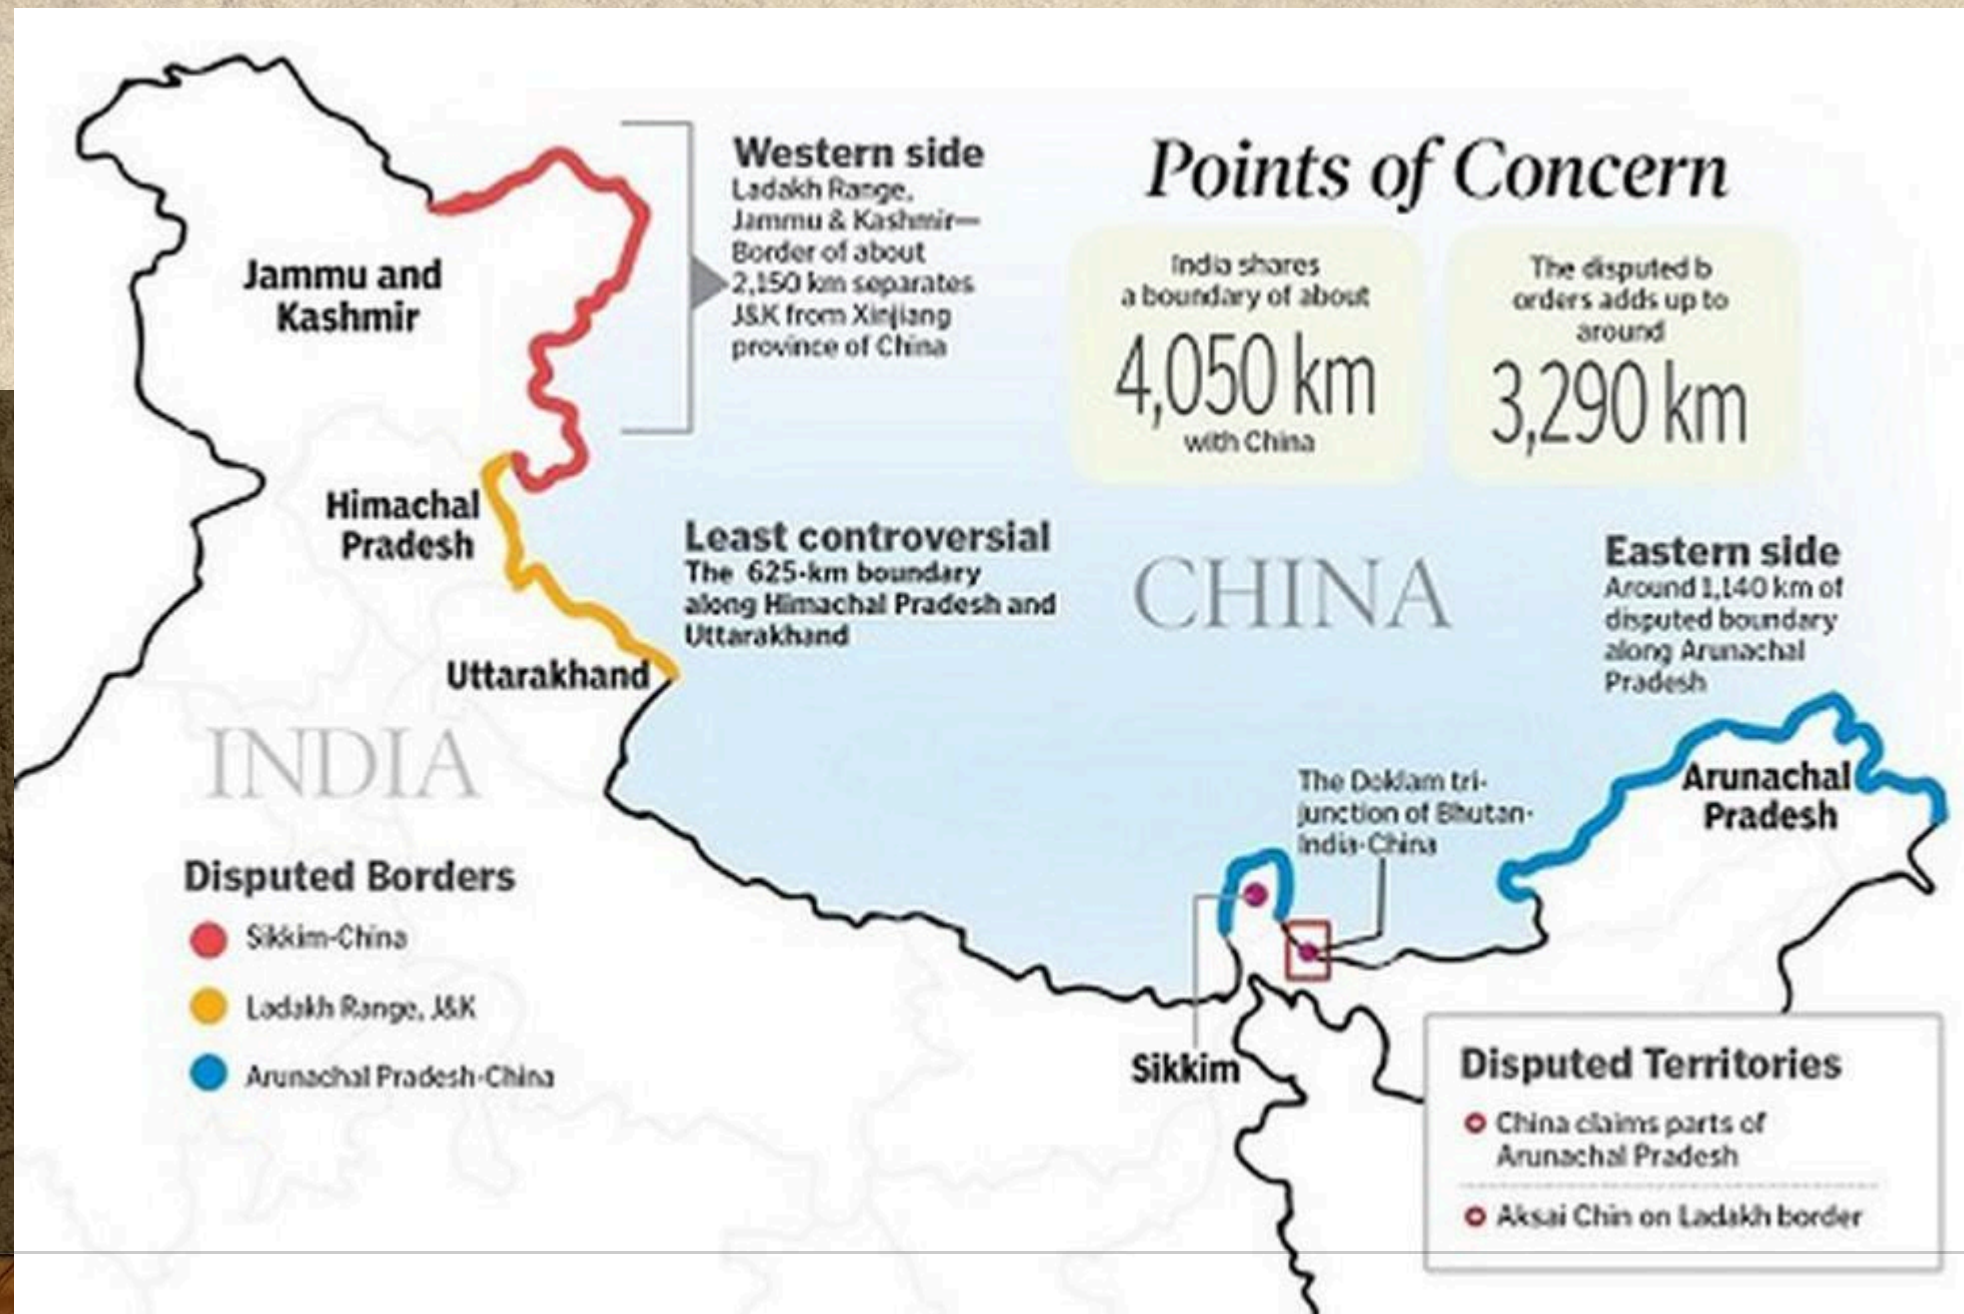 Points of Concern
Western side
Ladakh Range,
Jammu & Kashmir—
Border of about
2,150 km separates
J&K from Xinjiang
province of China
India shares
a boundary of about
4,050 km
with China
The disputed b
orders adds up to
around
3,290 km
Jammu and
Kashmir
Himachal
Pradesh
Least controversial
The 625-km boundary
along Himachal Pradesh and
Uttarakhand
CHINA
Eastern side
Around 1,140 km of
disputed boundary
along Arunachal
Pradesh
Uttarakhand
INDIA
The Doklam tri-
junction of Bhutan-
India-China
Arunachal
Pradesh
Disputed Borders
Sikkim-China
Ladakh Range, J&K
Arunachal Pradesh-China
Sikkim
Disputed Territories
China claims parts of
Arunachal Pradesh
Aksai Chin on Ladakh border